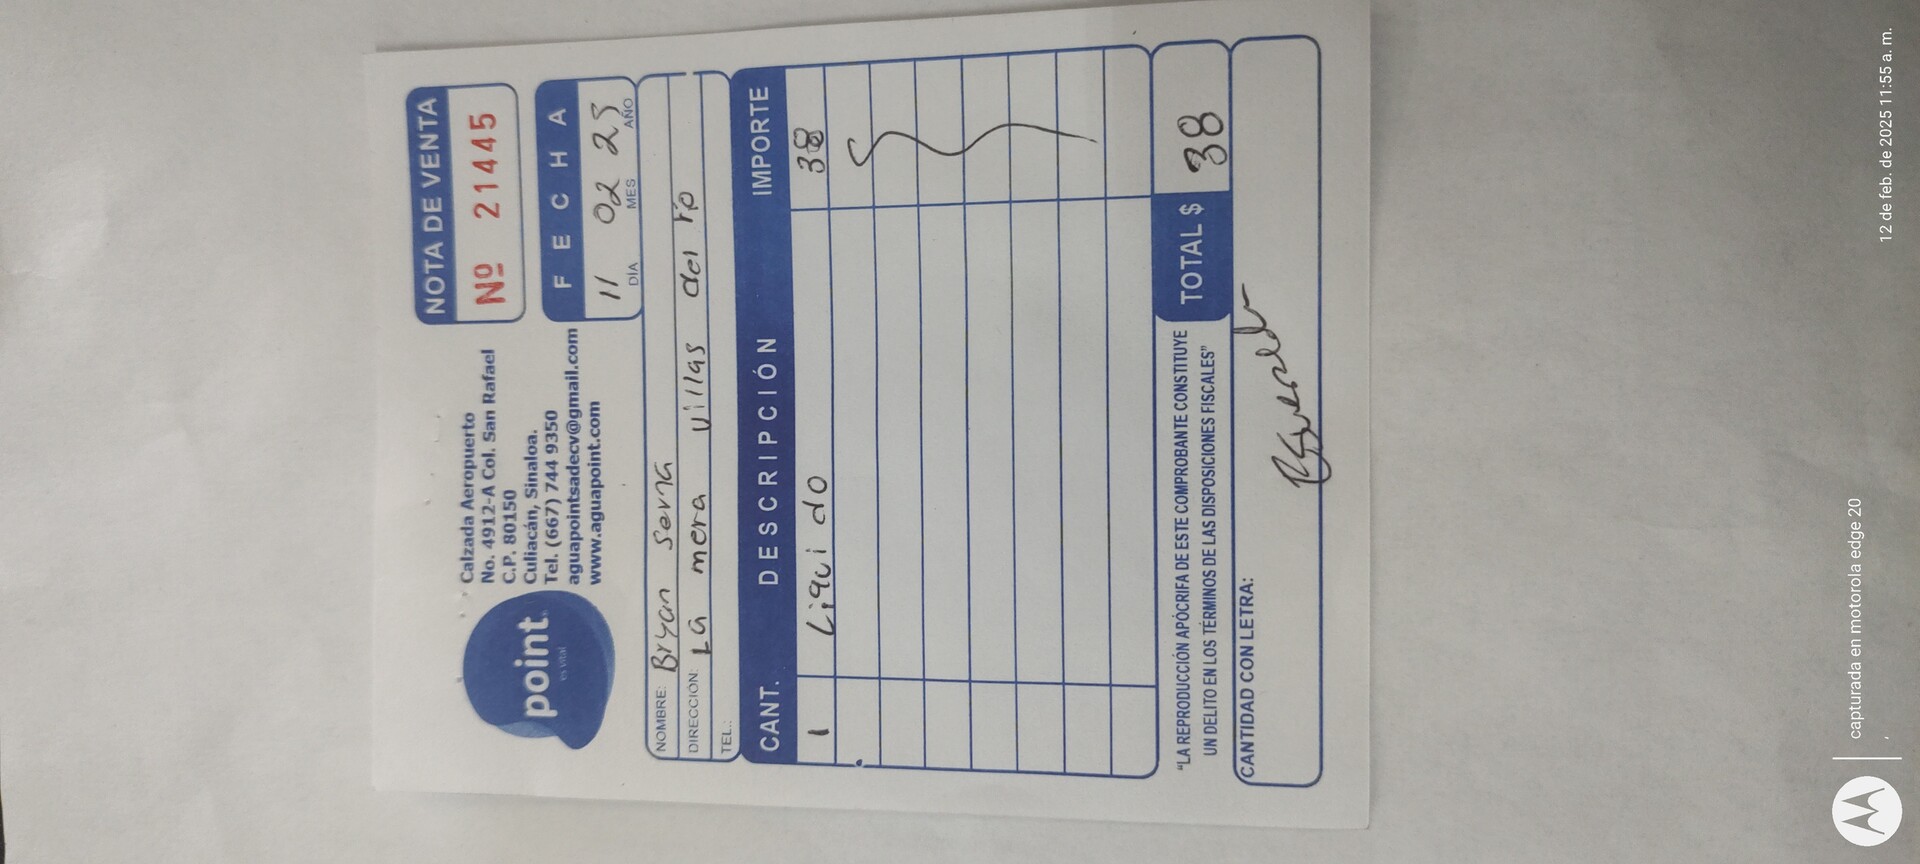 point.
es vital
Calzada Aeropuerto
No. 4912-A Col. San Rafael
C.P. 80150
Culiacán, Sinaloa.
Tel. (667) 744 9350
aguapointsadecv@gmail.com
www.aguapoint.com
NOTA DE VENTA
Nº 21445
FECHA
11 02 25
DÍA MES AÑO
NOMBRE: Bryan Serna
DIRECCIÓN: La mera villas del rio
TEL.:
CANT. DESCRIPCIÓN IMPORTE
1 Liquido 38
"LA REPRODUCCIÓN APÓCRIFA DE ESTE COMPROBANTE CONSTITUYE
UN DELITO EN LOS TÉRMINOS DE LAS DISPOSICIONES FISCALES"
TOTAL $ 38
CANTIDAD CON LETRA:
capturada en motorola edge 20
12 de feb. de 2025 11:55 a. m.